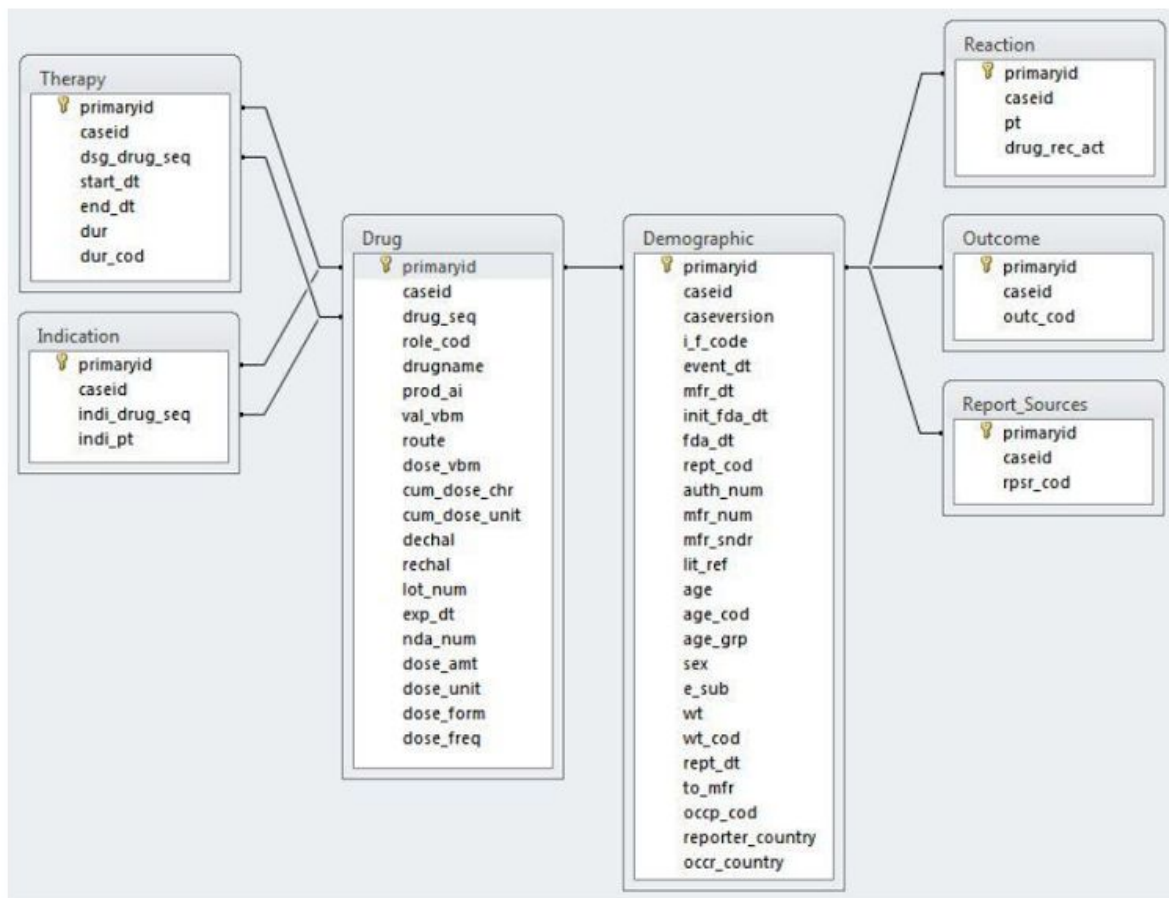 Therapy
primaryid
caseid
dsg_drug_seq
start_dt
end_dt
dur
dur_cod
Indication
primaryid
caseid
indi_drug_seq
indi_pt
Drug
primaryid
caseid
drug_seq
role_cod
drugname
prod_ai
val_vbm
route
dose_vbm
cum_dose_chr
cum_dose_unit
dechal
rechal
lot_num
exp_dt
nda_num
dose_amt
dose_unit
dose_form
dose_freq
Demographic
primaryid
caseid
caseversion
i_f_code
event_dt
mfr_dt
init_fda_dt
fda_dt
rept_cod
auth_num
mfr_num
mfr_sndr
lit_ref
age
age_cod
age_grp
sex
e_sub
wt
wt_cod
rept_dt
to_mfr
occp_cod
reporter_country
occr_country
Reaction
primaryid
caseid
pt
drug_rec_act
Outcome
primaryid
caseid
outc_cod
Report_Sources
primaryid
caseid
rpsr_cod